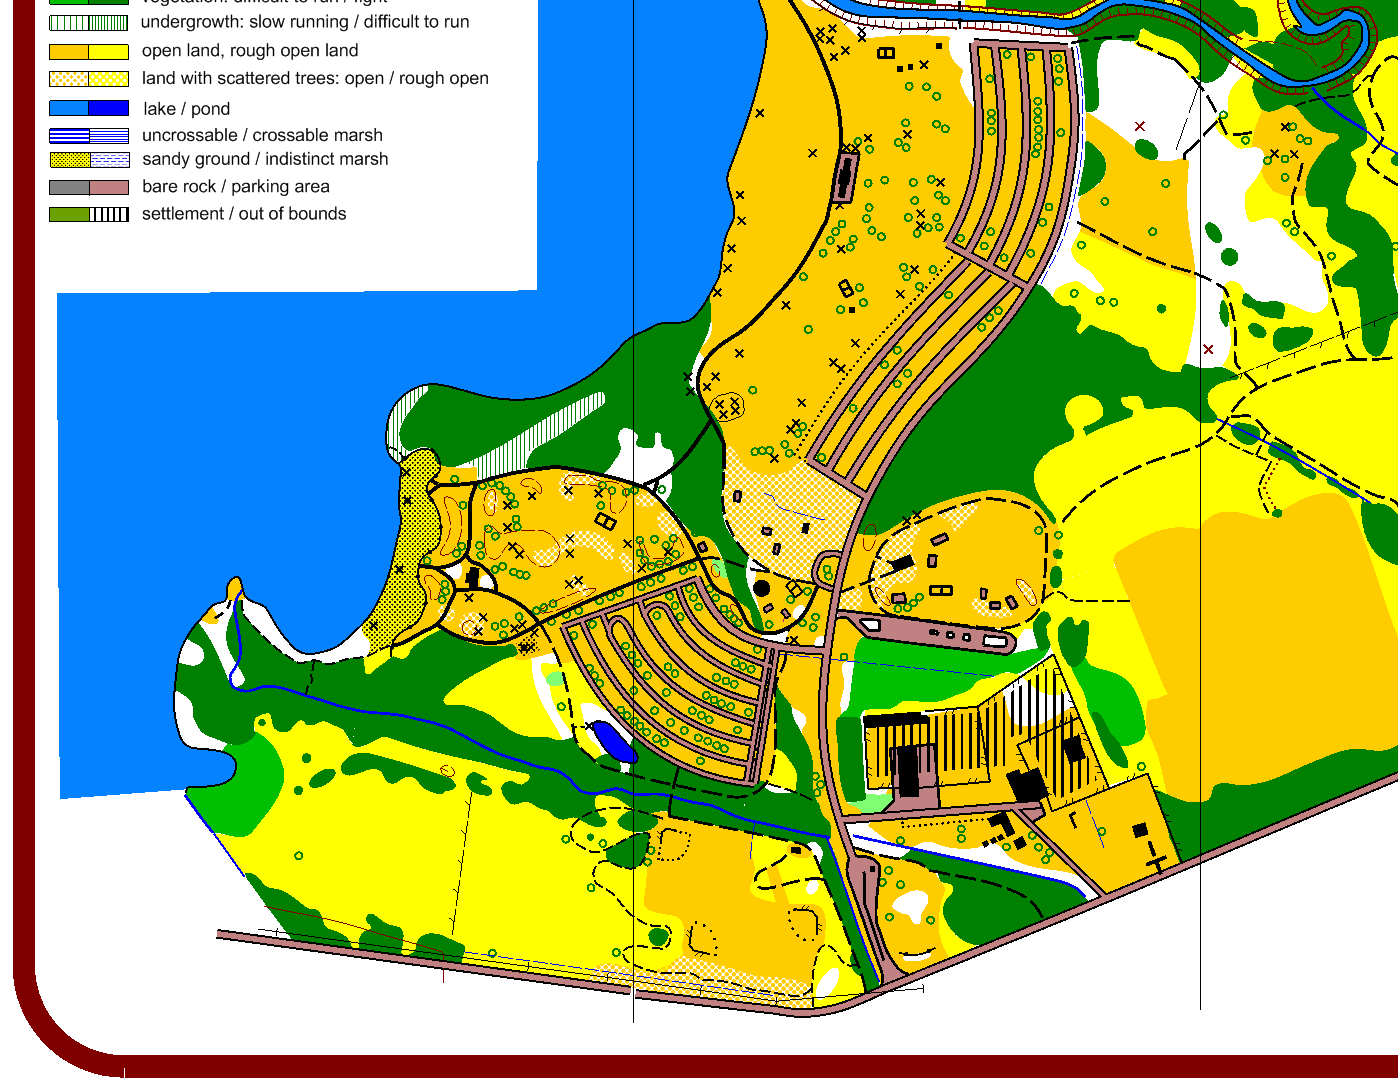 vegetation: difficult to run / fight
undergrowth: slow running / difficult to run
open land, rough open land
land with scattered trees: open / rough open
lake / pond
uncrossable / crossable marsh
sandy ground / indistinct marsh
bare rock / parking area
settlement / out of bounds